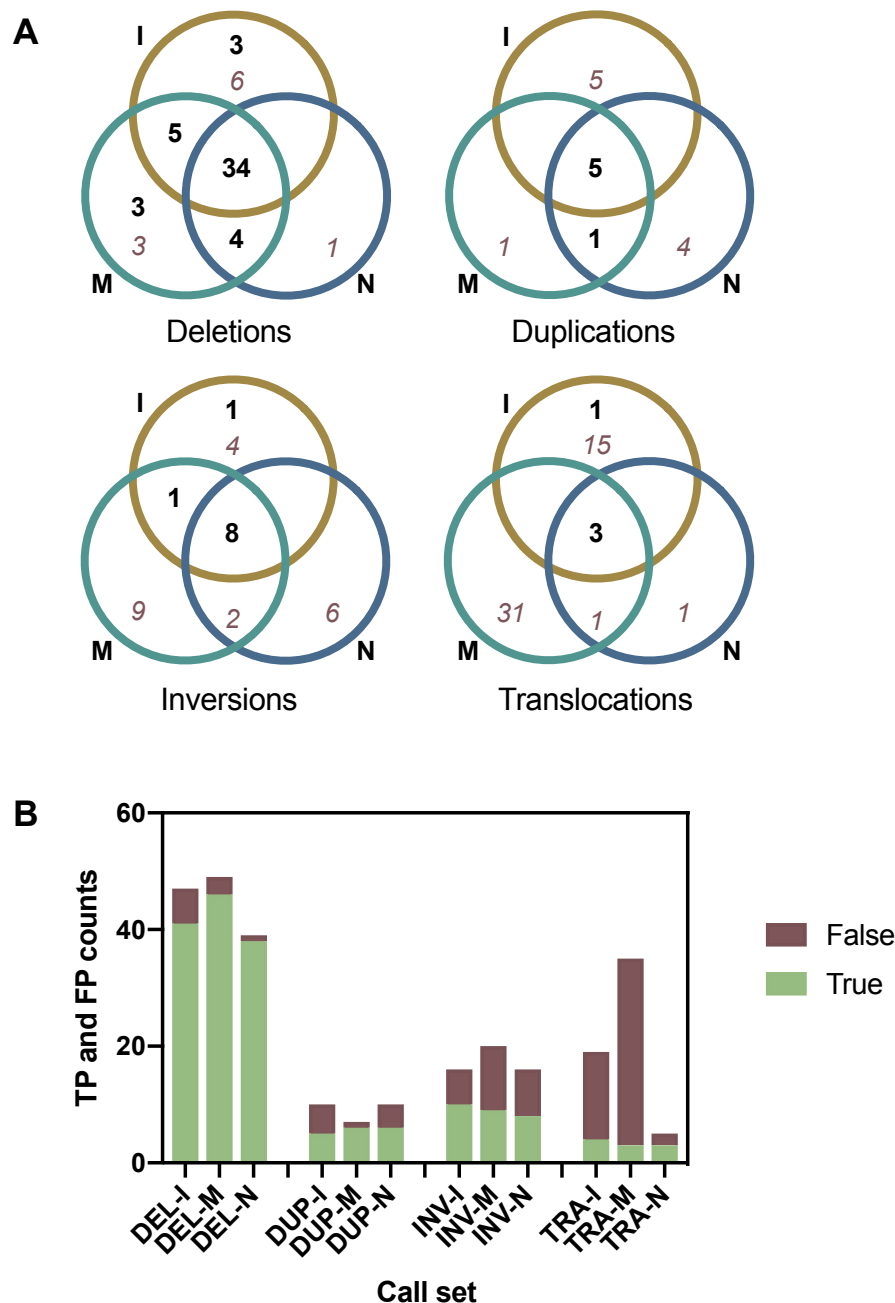 A
I
3
6
5
34
3
3
4
1
M
N
Deletions
I
5
5
1
1
4
M
N
Duplications
I
1
4
1
8
9
2
6
M
N
Inversions
I
1
15
3
31
1
1
M
N
Translocations
B
TP and FP counts
60
40
20
0
DEL-I
DEL-M
DEL-N
DUP-I
DUP-M
DUP-N
INV-I
INV-M
INV-N
TRA-I
TRA-M
TRA-N
Call set
False
True